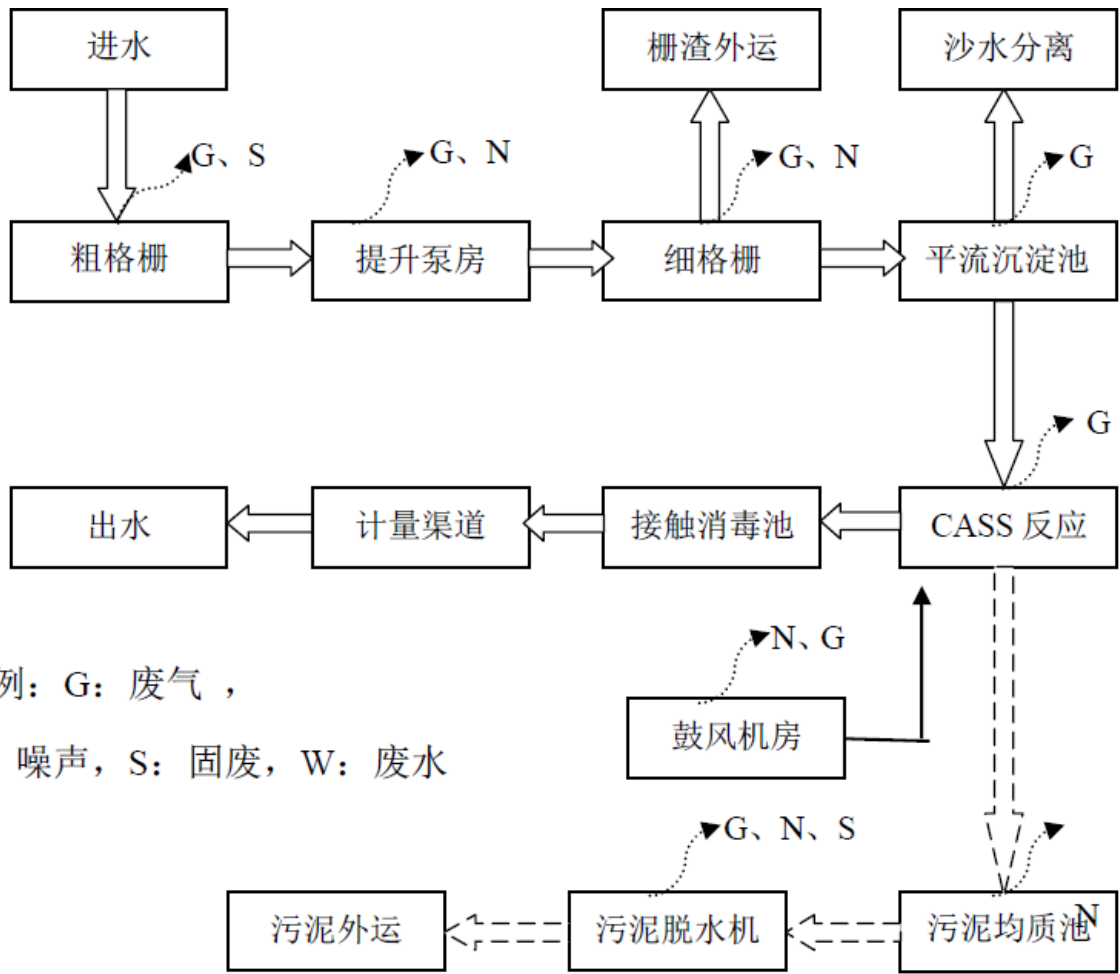 进水
栅渣外运
沙水分离
G、S
G、N
G、N
G
粗格栅
提升泵房
细格栅
平流沉淀池
G
出水
计量渠道
接触消毒池
CASS 反应
N、G
例：G：废气 ，
鼓风机房
噪声，S：固废，W：废水
G、N、S
污泥外运
污泥脱水机
污泥均质池
N